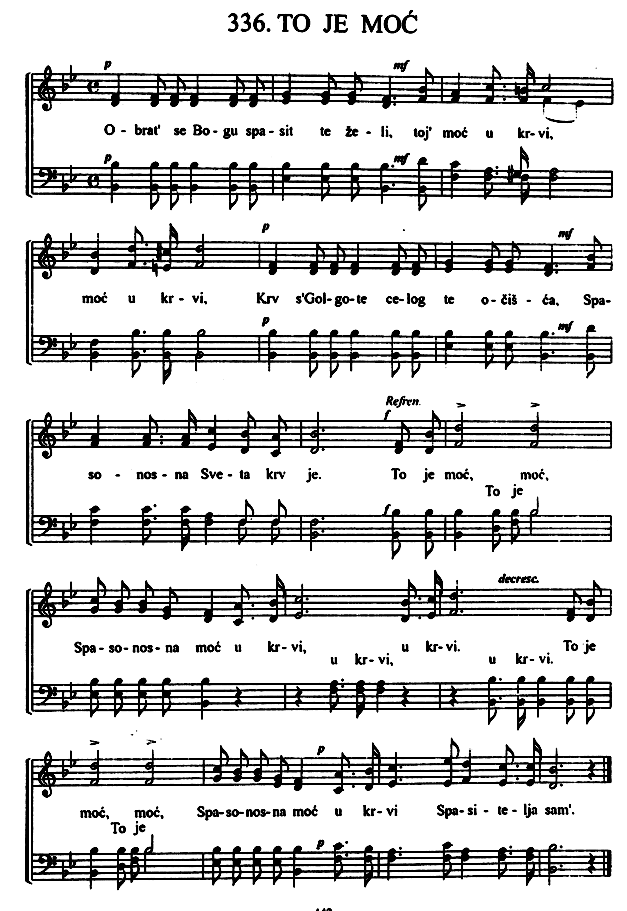 336. TO JE MOĆ
p
mf
O - brat' se Bo - gu spa - sit te že - li, toj' moć u kr - vi,
p
mf
p
mf
moć u kr - vi, Krv s'Gol - go - te ce - log te o - čiš - ća, Spa-
p
mf
Refren.
f
so - nos - na Sve - ta krv je. To je moć, moć,
To je
f
decresc.
Spa - so - nos - na moć u kr - vi, u kr - vi. To je
u kr - vi, u kr - vi.
p
moć, moć, Spa - so - nos - na moć u kr - vi Spa - si - te - lja sam'.
To je
p